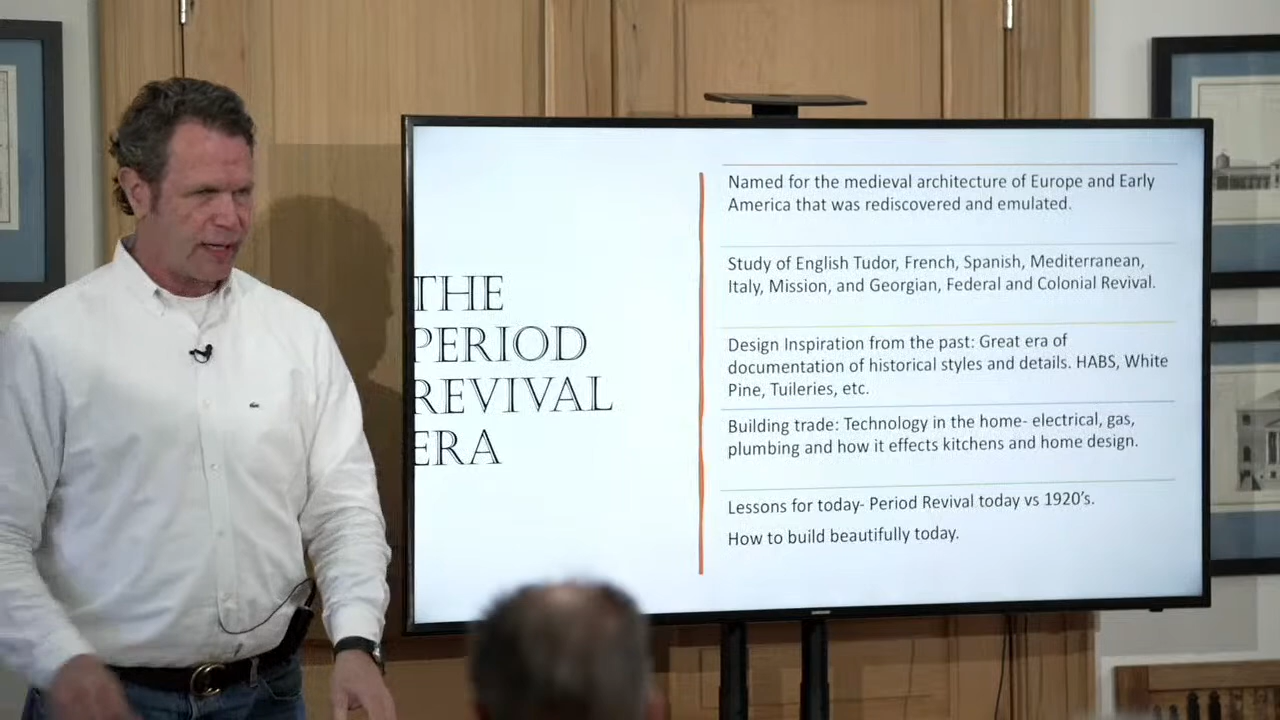 THE
PERIOD
REVIVAL
ERA
Named for the medieval architecture of Europe and Early
America that was rediscovered and emulated.
Study of English Tudor, French, Spanish, Mediterranean,
Italy, Mission, and Georgian, Federal and Colonial Revival.
Design Inspiration from the past: Great era of
documentation of historical styles and details. HABS, White
Pine, Tuileries, etc.
Building trade: Technology in the home- electrical, gas,
plumbing and how it effects kitchens and home design.
Lessons for today- Period Revival today vs 1920's.
How to build beautifully today.
SAMSUNG